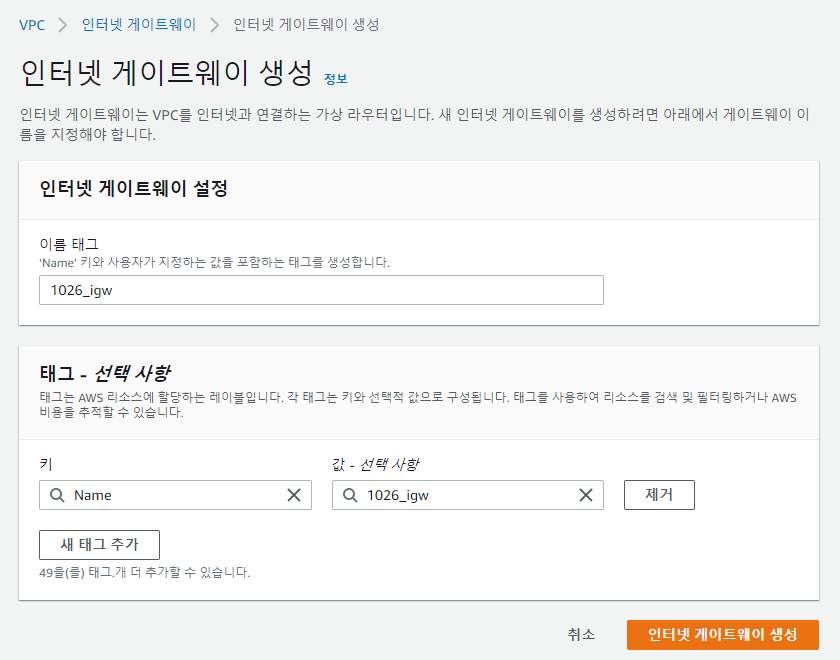 VPC > 인터넷 게이트웨이 > 인터넷 게이트웨이 생성
인터넷 게이트웨이 생성 정보
인터넷 게이트웨이는 VPC를 인터넷과 연결하는 가상 라우터입니다. 새 인터넷 게이트웨이를 생성하려면 아래에서 게이트웨이 이
름을 지정해야 합니다.
인터넷 게이트웨이 설정
이름 태그
'Name' 키와 사용자가 지정하는 값을 포함하는 태그를 생성합니다.
1026_igw
태그 - 선택 사항
태그는 AWS 리소스에 할당하는 레이블입니다. 각 태그는 키와 선택적 값으로 구성됩니다. 태그를 사용하여 리소스를 검색 및 필터링하거나 AWS
비용을 추적할 수 있습니다.
키 값 - 선택 사항
Name 1026_igw 제거
새 태그 추가
49을(를) 태그.개 더 추가할 수 있습니다.
취소 인터넷 게이트웨이 생성